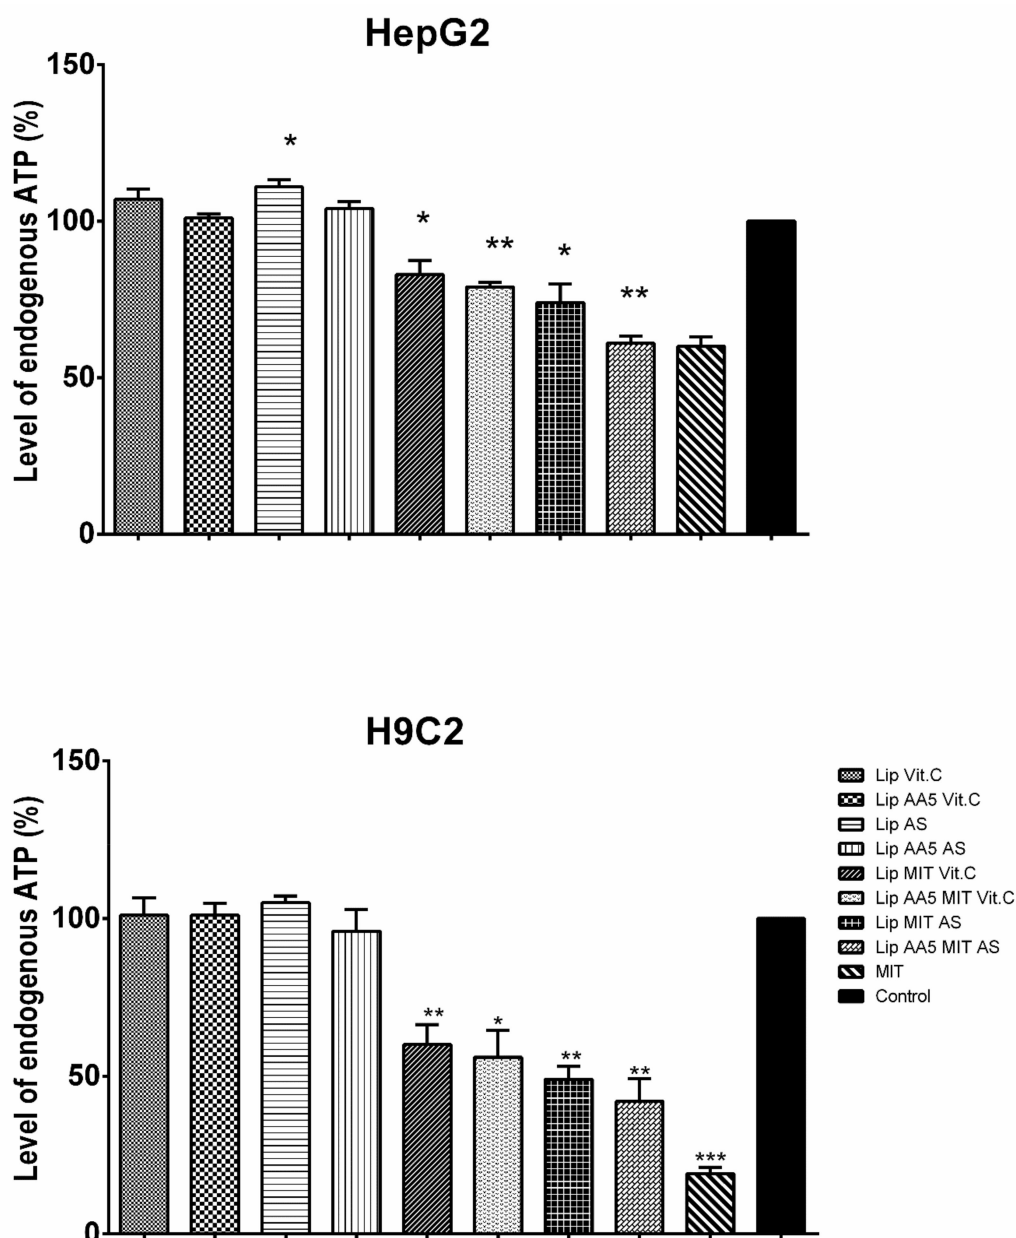 HepG2
150
100
50
0
Level of endogenous ATP (%)
*
*
**
*
**
H9C2
150
100
50
0
Level of endogenous ATP (%)
**
*
**
**
***
Lip Vit.C
Lip AA5 Vit.C
Lip AS
Lip AA5 AS
Lip MIT Vit.C
Lip AA5 MIT Vit.C
Lip MIT AS
Lip AA5 MIT AS
MIT
Control